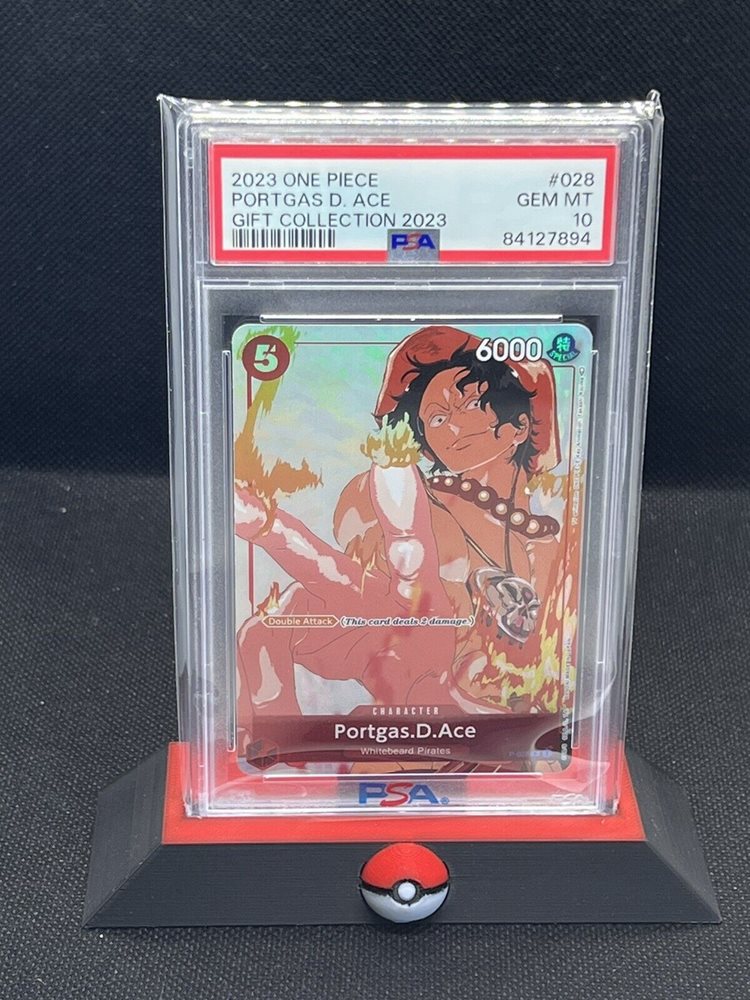 2023 ONE PIECE #028
PORTGAS D. ACE GEM MT
GIFT COLLECTION 2023 10
PSA 84127894
5 6000 特
SPECIAL
Double Attack (This card deals 2 damage.)
CHARACTER
Portgas.D.Ace
Whitebeard Pirates
PSA®